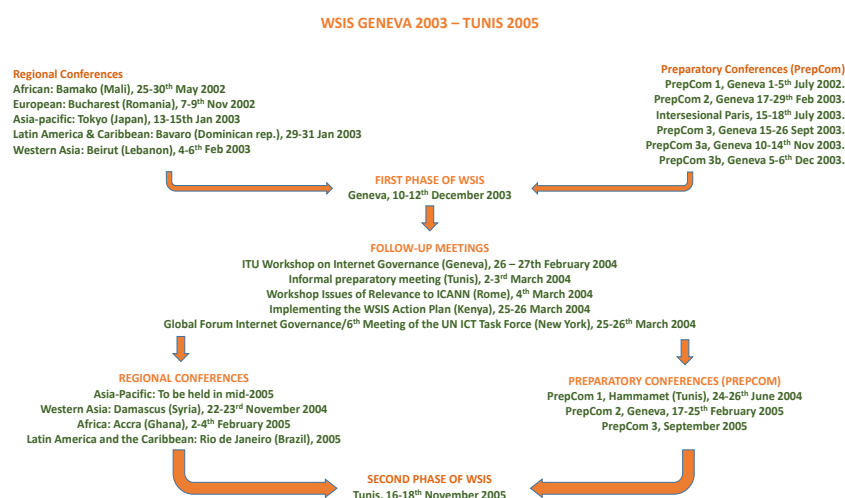 WSIS GENEVA 2003 – TUNIS 2005
Regional Conferences
African: Bamako (Mali), 25-30th May 2002
European: Bucharest (Romania), 7-9th Nov 2002
Asia-pacific: Tokyo (Japan), 13-15th Jan 2003
Latin America & Caribbean: Bavaro (Dominican rep.), 29-31 Jan 2003
Western Asia: Beirut (Lebanon), 4-6th Feb 2003
Preparatory Conferences (PrepCom)
PrepCom 1, Geneva 1-5th July 2002.
PrepCom 2, Geneva 17-29th Feb 2003.
Intersesional Paris, 15-18th July 2003.
PrepCom 3, Geneva 15-26 Sept 2003.
PrepCom 3a, Geneva 10-14th Nov 2003.
PrepCom 3b, Geneva 5-6th Dec 2003.
FIRST PHASE OF WSIS
Geneva, 10-12th December 2003
FOLLOW-UP MEETINGS
ITU Workshop on Internet Governance (Geneva), 26 – 27th February 2004
Informal preparatory meeting (Tunis), 2-3rd March 2004
Workshop Issues of Relevance to ICANN (Rome), 4th March 2004
Implementing the WSIS Action Plan (Kenya), 25-26 March 2004
Global Forum Internet Governance/6th Meeting of the UN ICT Task Force (New York), 25-26th March 2004
REGIONAL CONFERENCES
Asia-Pacific: To be held in mid-2005
Western Asia: Damascus (Syria), 22-23rd November 2004
Africa: Accra (Ghana), 2-4th February 2005
Latin America and the Caribbean: Rio de Janeiro (Brazil), 2005
PREPARATORY CONFERENCES (PREPCOM)
PrepCom 1, Hammamet (Tunis), 24-26th June 2004
PrepCom 2, Geneva, 17-25th February 2005
PrepCom 3, September 2005
SECOND PHASE OF WSIS
Tunis, 16-18th November 2005